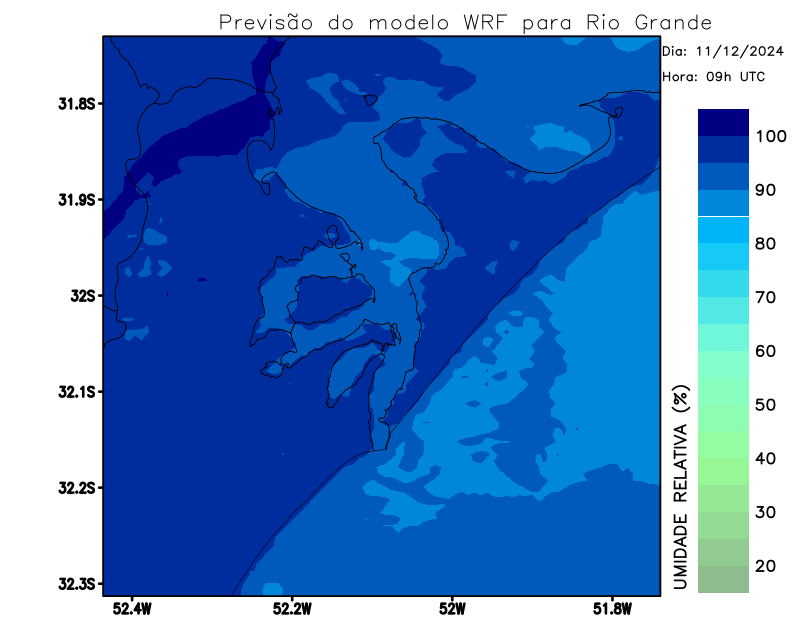 Previsão do modelo WRF para Rio Grande
Dia: 11/12/2024
Hora: 09h UTC
31.8S
31.9S
32S
32.1S
32.2S
32.3S
52.4W
52.2W
52W
51.8W
100
90
80
70
60
50
40
30
20
UMIDADE RELATIVA (%)